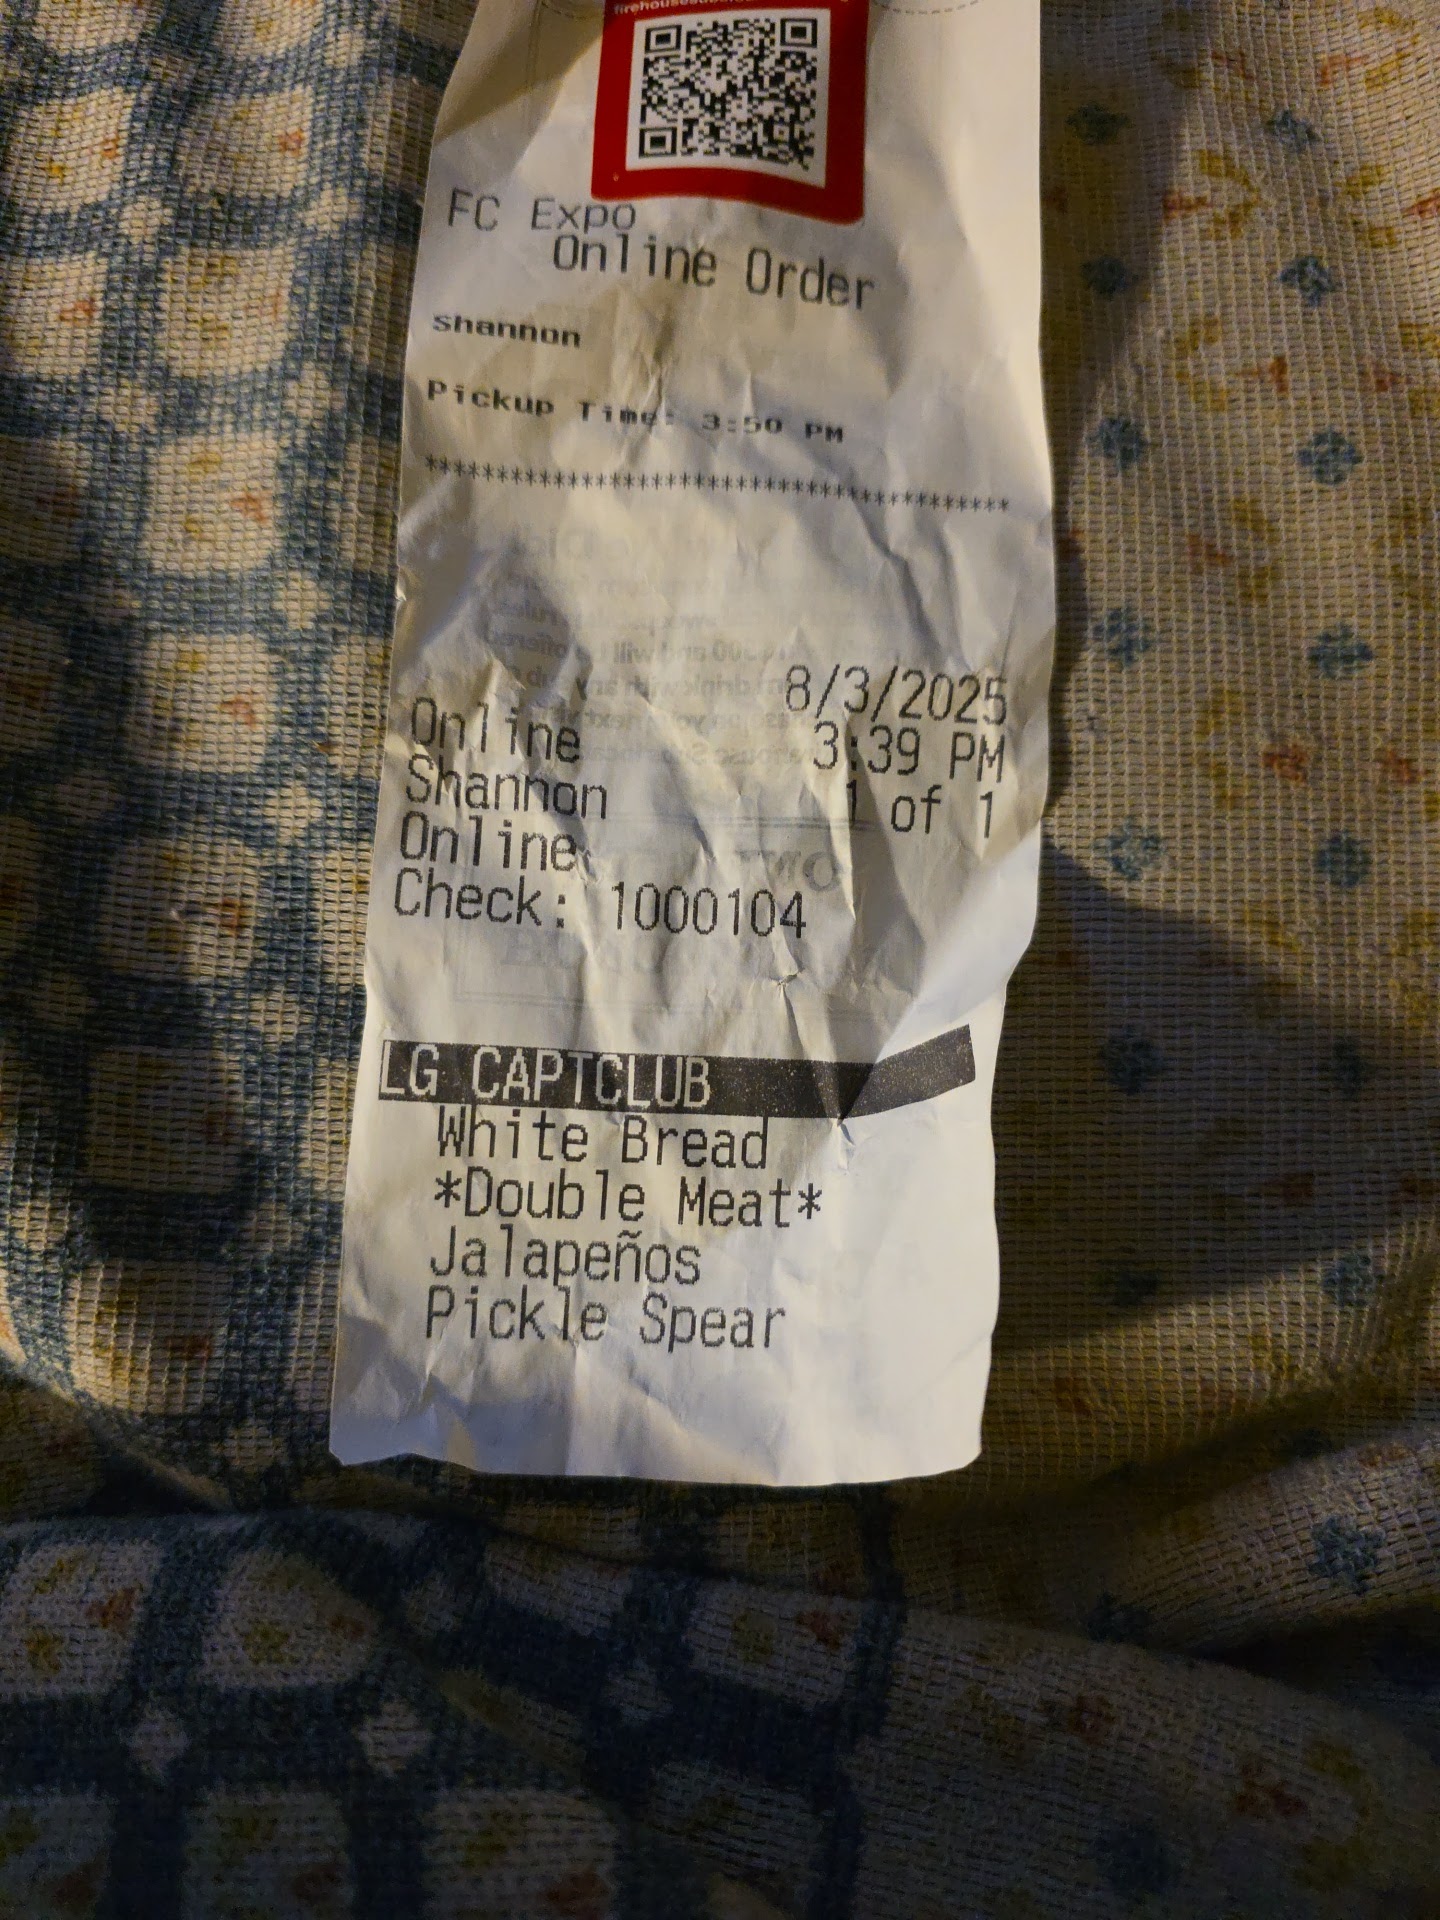 FC Expo
Online Order
Shannon
Pickup Time: 3:50 PM
****************************************
8/3/2025
Online 3:39 PM
Shannon 1 of 1
Online
Check: 1000104
LG CAPTCLUB
White Bread
*Double Meat*
Jalapeños
Pickle Spear